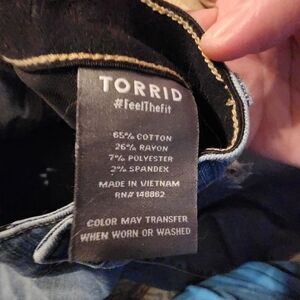 TORRID
#FeelTheFit
65% COTTON
26% RAYON
7% POLYESTER
2% SPANDEX
MADE IN VIETNAM
RN# 148862
COLOR MAY TRANSFER
WHEN WORN OR WASHED